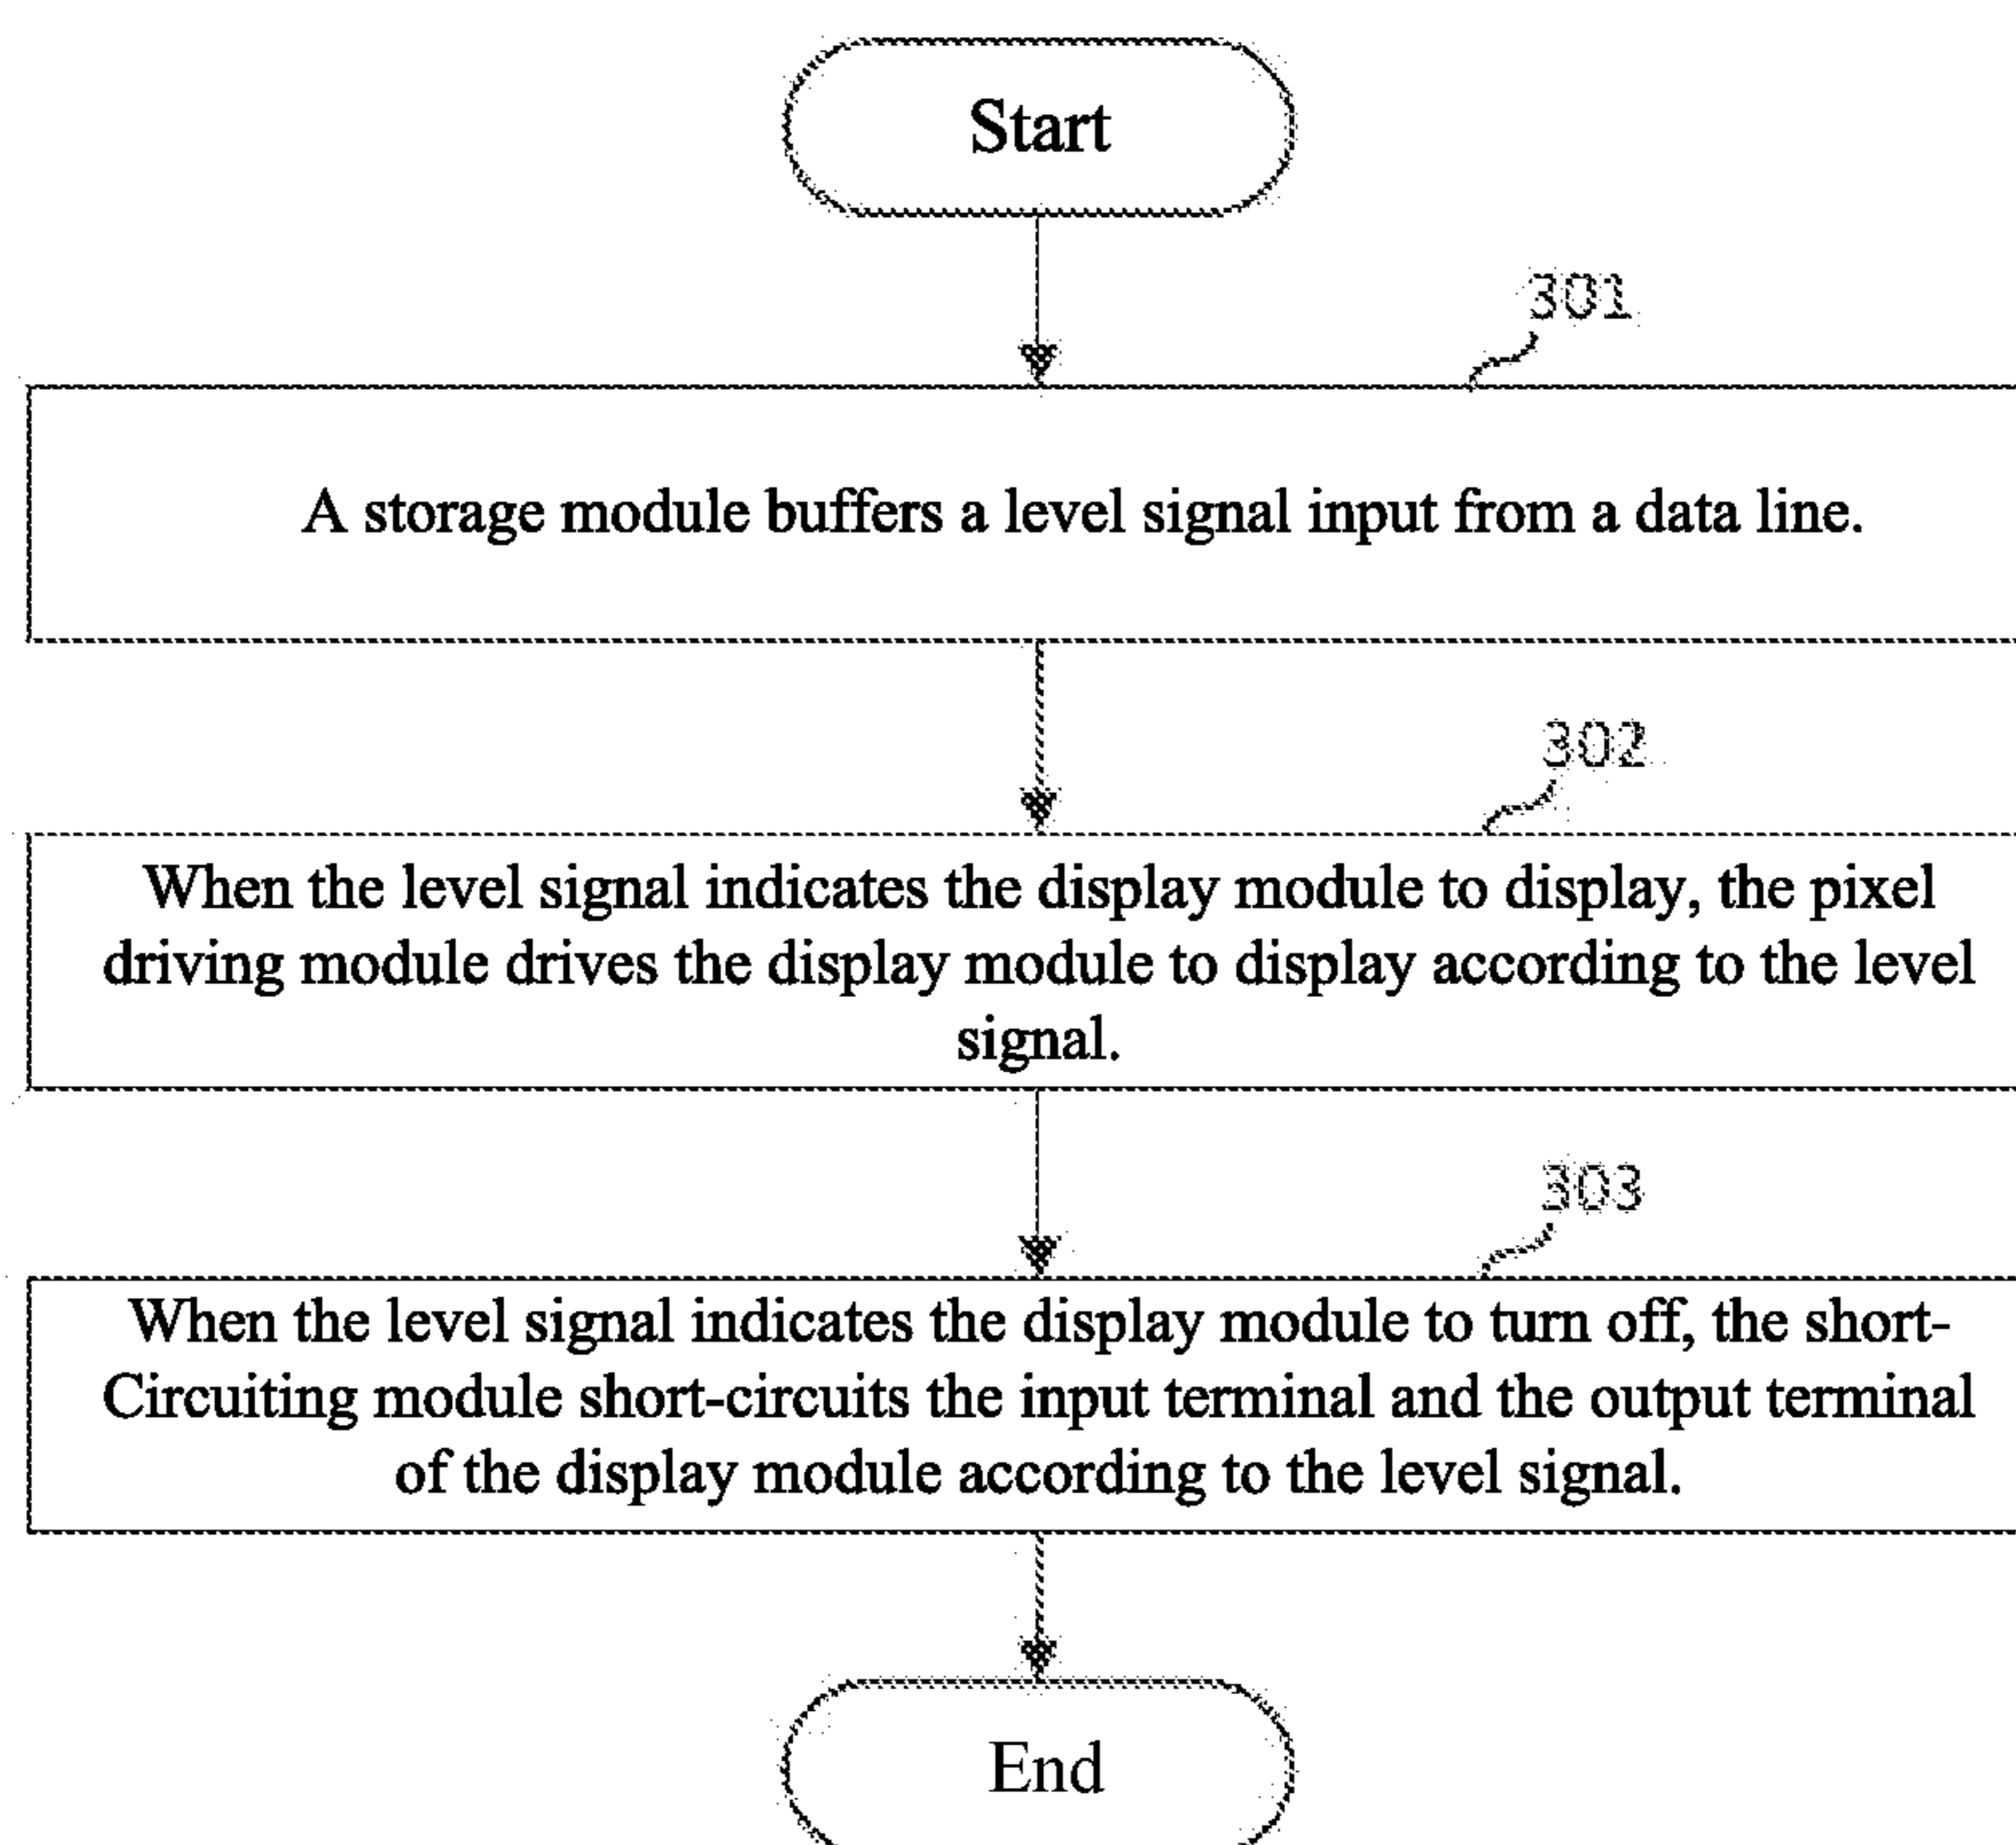 Start
301
A storage module buffers a level signal input from a data line.
302
When the level signal indicates the display module to display, the pixel
driving module drives the display module to display according to the level
signal.
303
When the level signal indicates the display module to turn off, the short-
Circuiting module short-circuits the input terminal and the output terminal
of the display module according to the level signal.
End